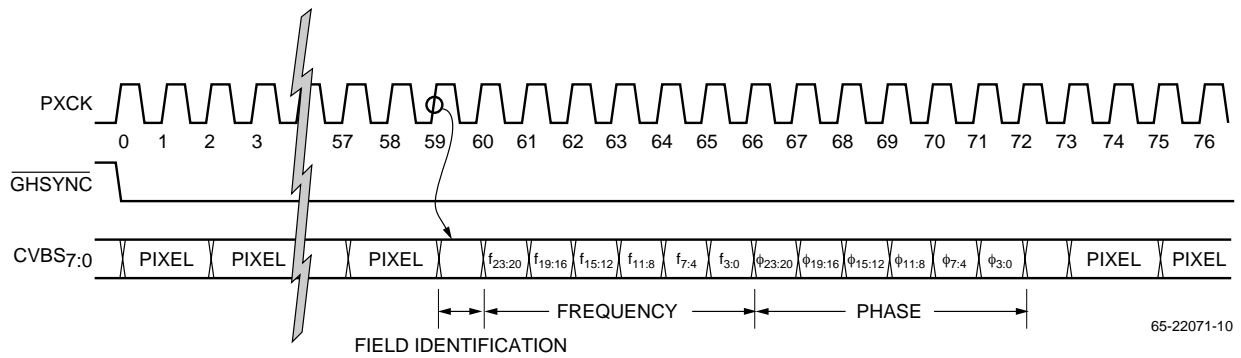 PXCK
0 1 2 3 57 58 59 60 61 62 63 64 65 66 67 68 69 70 71 72 73 74 75 76
GHSYNC
CVBS7:0 PIXEL PIXEL PIXEL f23:20 f19:16 f15:12 f11:8 f7:4 f3:0 ϕ23:20 ϕ19:16 ϕ15:12 ϕ11:8 ϕ7:4 ϕ3:0 PIXEL PIXEL
FREQUENCY PHASE
FIELD IDENTIFICATION
65-22071-10